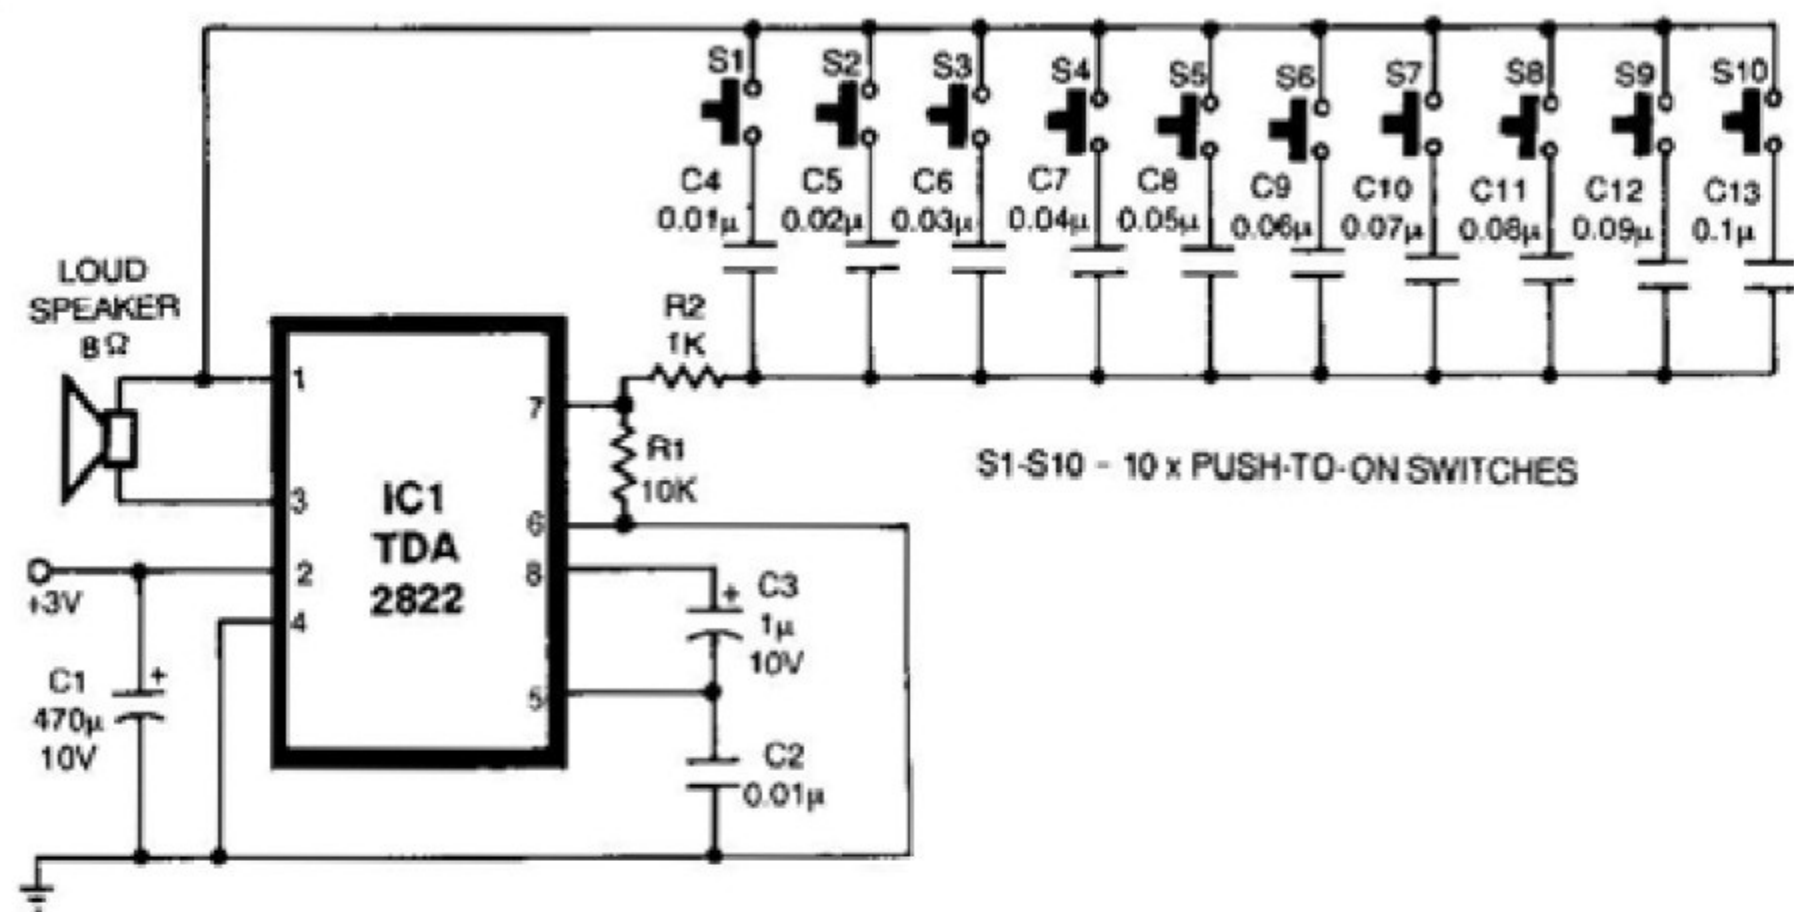 S1
S2
S3
S4
S5
S6
S7
S8
S9
S10
C4
0.01µ
C5
0.02µ
C6
0.03µ
C7
0.04µ
C8
0.05µ
C9
0.06µ
C10
0.07µ
C11
0.08µ
C12
0.09µ
C13
0.1µ
LOUD
SPEAKER
8Ω
R2
1K
1
7
R1
10K
3
6
IC1
TDA
2822
S1-S10 - 10 x PUSH-TO-ON SWITCHES
+3V
2
8
4
5
+
C3
1µ
10V
+
C1
470µ
10V
C2
0.01µ